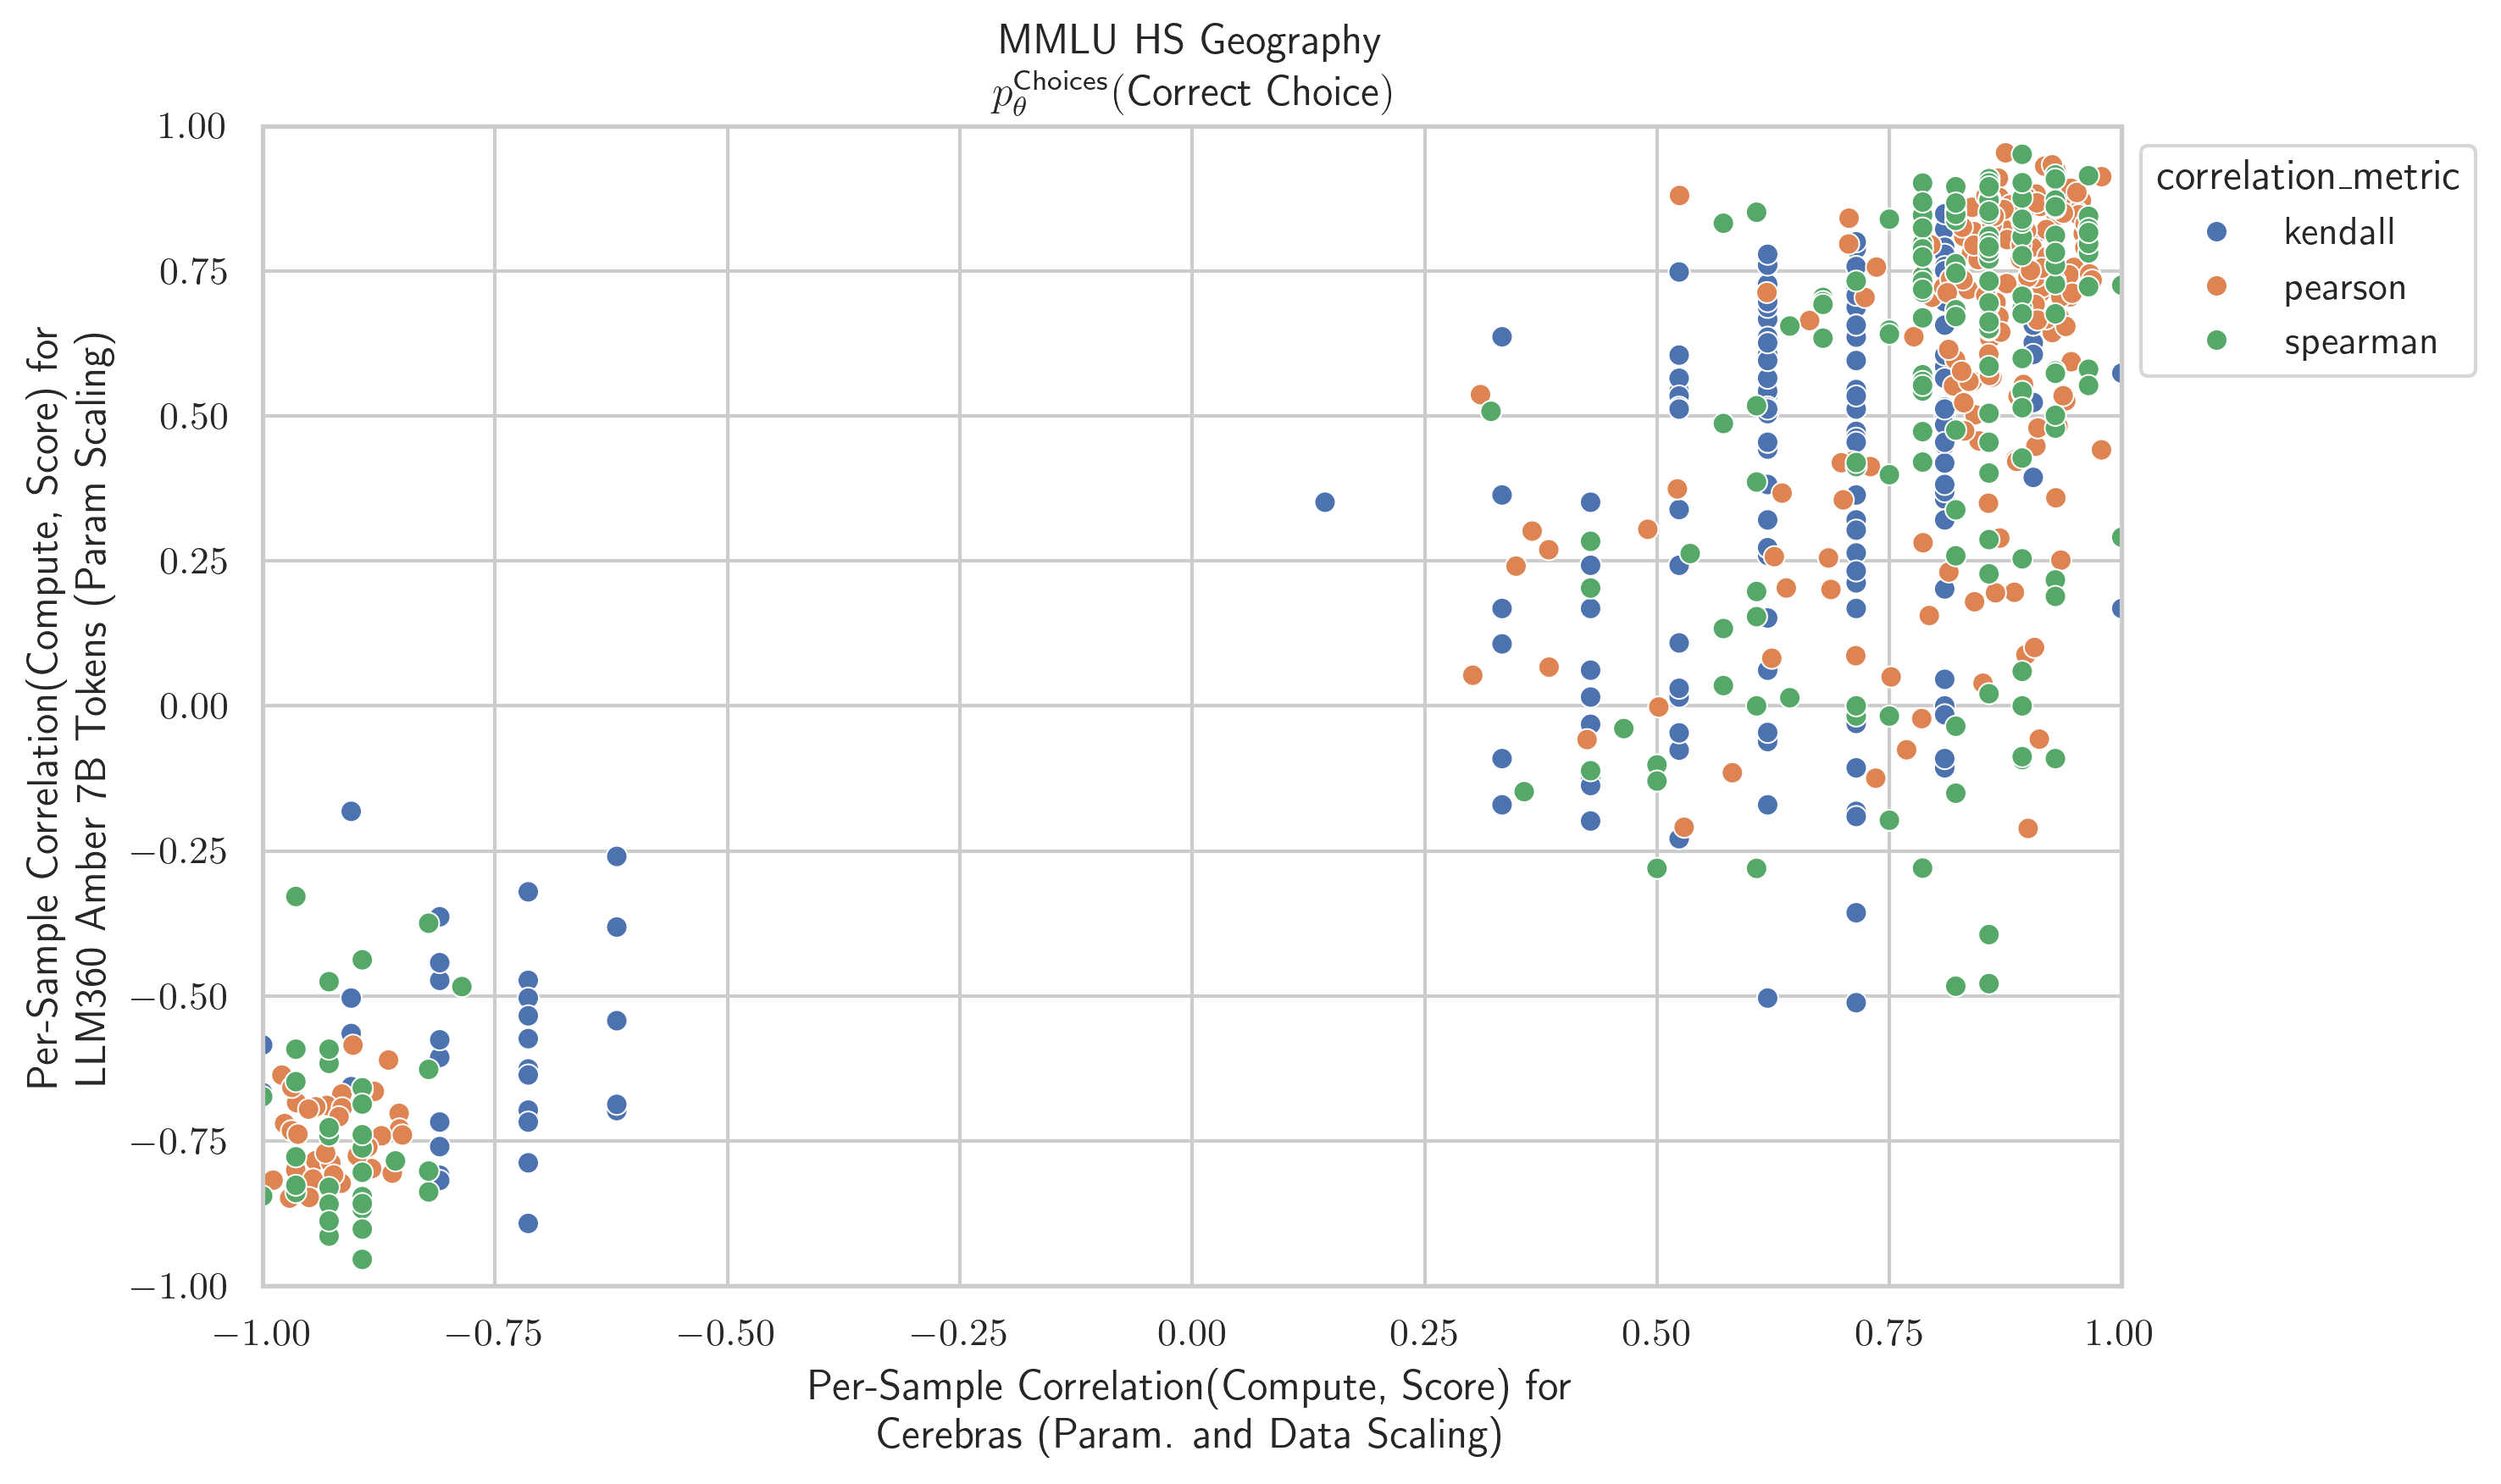 MMLU HS Geography
p_θ^Choices(Correct Choice)
1.00
0.75
0.50
0.25
0.00
−0.25
−0.50
−0.75
−1.00
Per-Sample Correlation(Compute, Score) for
LLM360 Amber 7B Tokens (Param Scaling)
correlation_metric
kendall
pearson
spearman
−1.00 −0.75 −0.50 −0.25 0.00 0.25 0.50 0.75 1.00
Per-Sample Correlation(Compute, Score) for
Cerebras (Param. and Data Scaling)